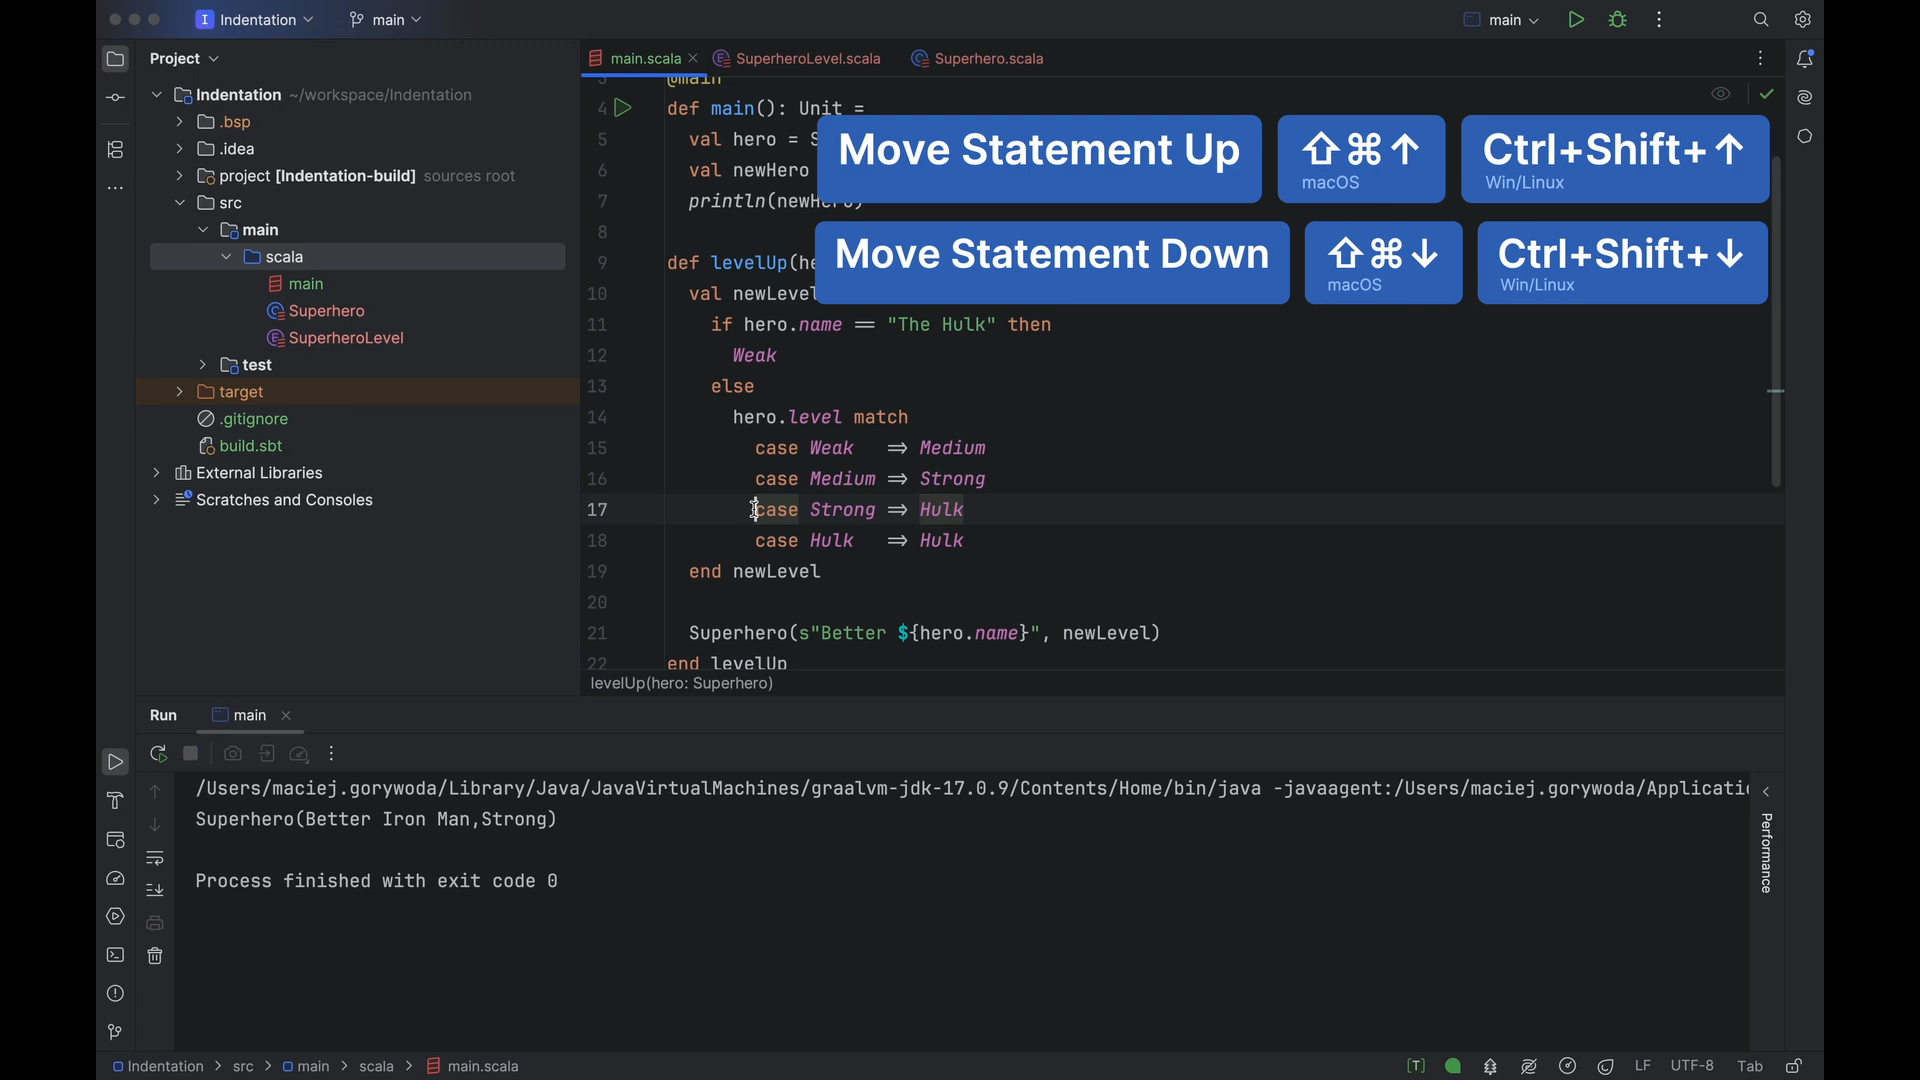 I Indentation main
main
Project
main.scala SuperheroLevel.scala Superhero.scala
Indentation ~/workspace/Indentation
.bsp
.idea
project [Indentation-build] sources root
src
main
scala
main
Superhero
SuperheroLevel
test
target
.gitignore
build.sbt
External Libraries
Scratches and Consoles
3 @main
4 def main(): Unit =
5 val hero = S
6 val newHero
7 println(newHero)
8
9 def levelUp(he
10 val newLevel
11 if hero.name == "The Hulk" then
12 Weak
13 else
14 hero.level match
15 case Weak => Medium
16 case Medium => Strong
17 case Strong => Hulk
18 case Hulk => Hulk
19 end newLevel
20
21 Superhero(s"Better ${hero.name}", newLevel)
22 end levelUp
levelUp(hero: Superhero)
Move Statement Up ⇧⌘↑ macOS Ctrl+Shift+↑ Win/Linux
Move Statement Down ⇧⌘↓ macOS Ctrl+Shift+↓ Win/Linux
Run main
/Users/maciej.gorywoda/Library/Java/JavaVirtualMachines/graalvm-jdk-17.0.9/Contents/Home/bin/java -javaagent:/Users/maciej.gorywoda/Applicatio
Superhero(Better Iron Man,Strong)
Process finished with exit code 0
Performance
Indentation > src > main > scala > main.scala
[T] LF UTF-8 Tab